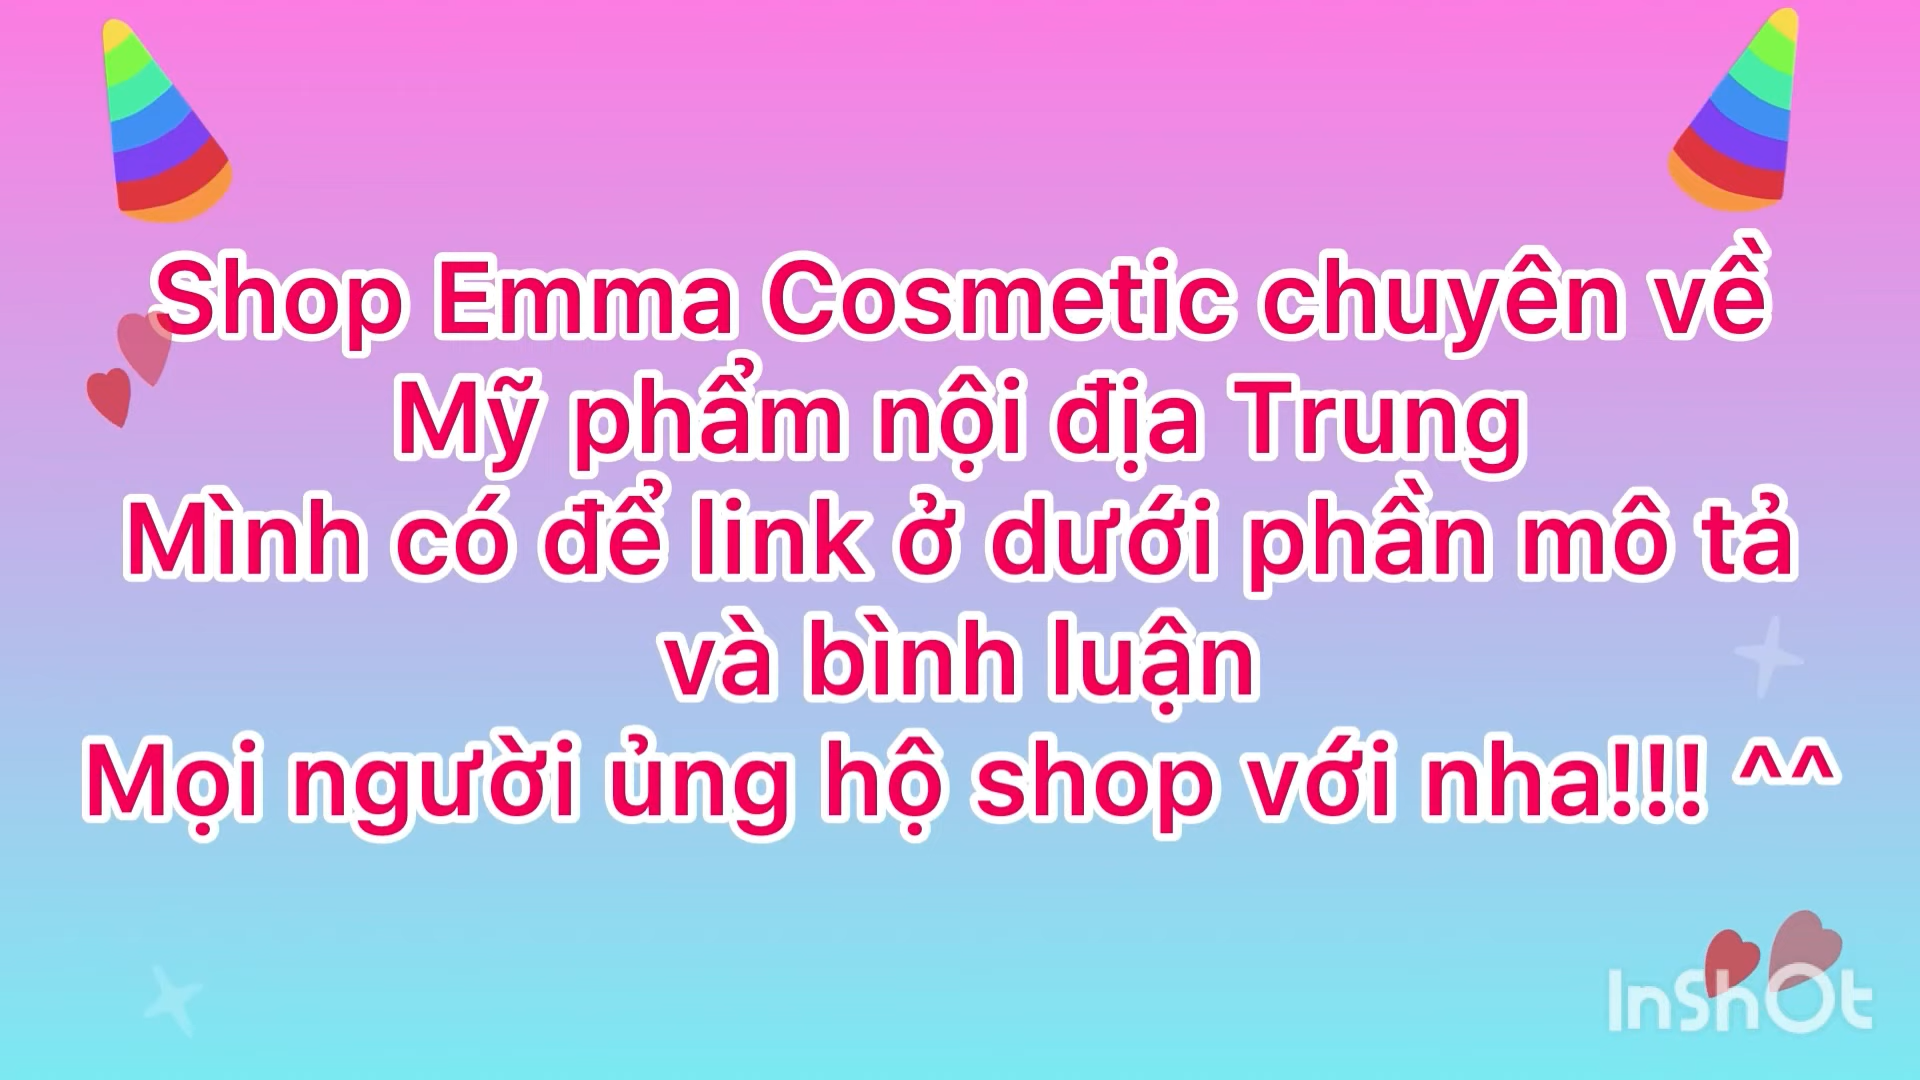 Shop Emma Cosmetic chuyên về
Mỹ phẩm nội địa Trung
Mình có để link ở dưới phần mô tả
và bình luận
Mọi người ủng hộ shop với nha!!! ^^
InShOt